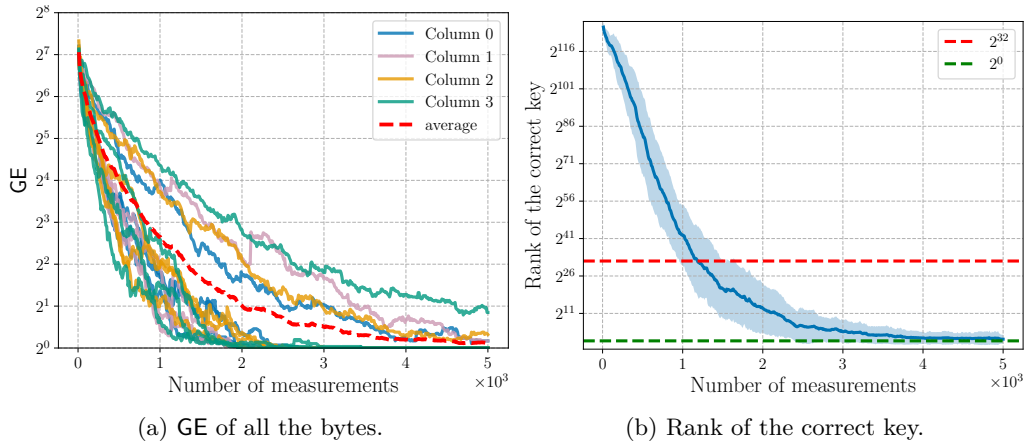 2^8
2^7
2^6
2^5
2^4
2^3
2^2
2^1
2^0
GE
Column 0
Column 1
Column 2
Column 3
average
0 1 2 3 4 5
Number of measurements
×10^3
(a) GE of all the bytes.
2^116
2^101
2^86
2^71
2^56
2^41
2^26
2^11
Rank of the correct key
2^32
2^0
0 1 2 3 4 5
Number of measurements
×10^3
(b) Rank of the correct key.